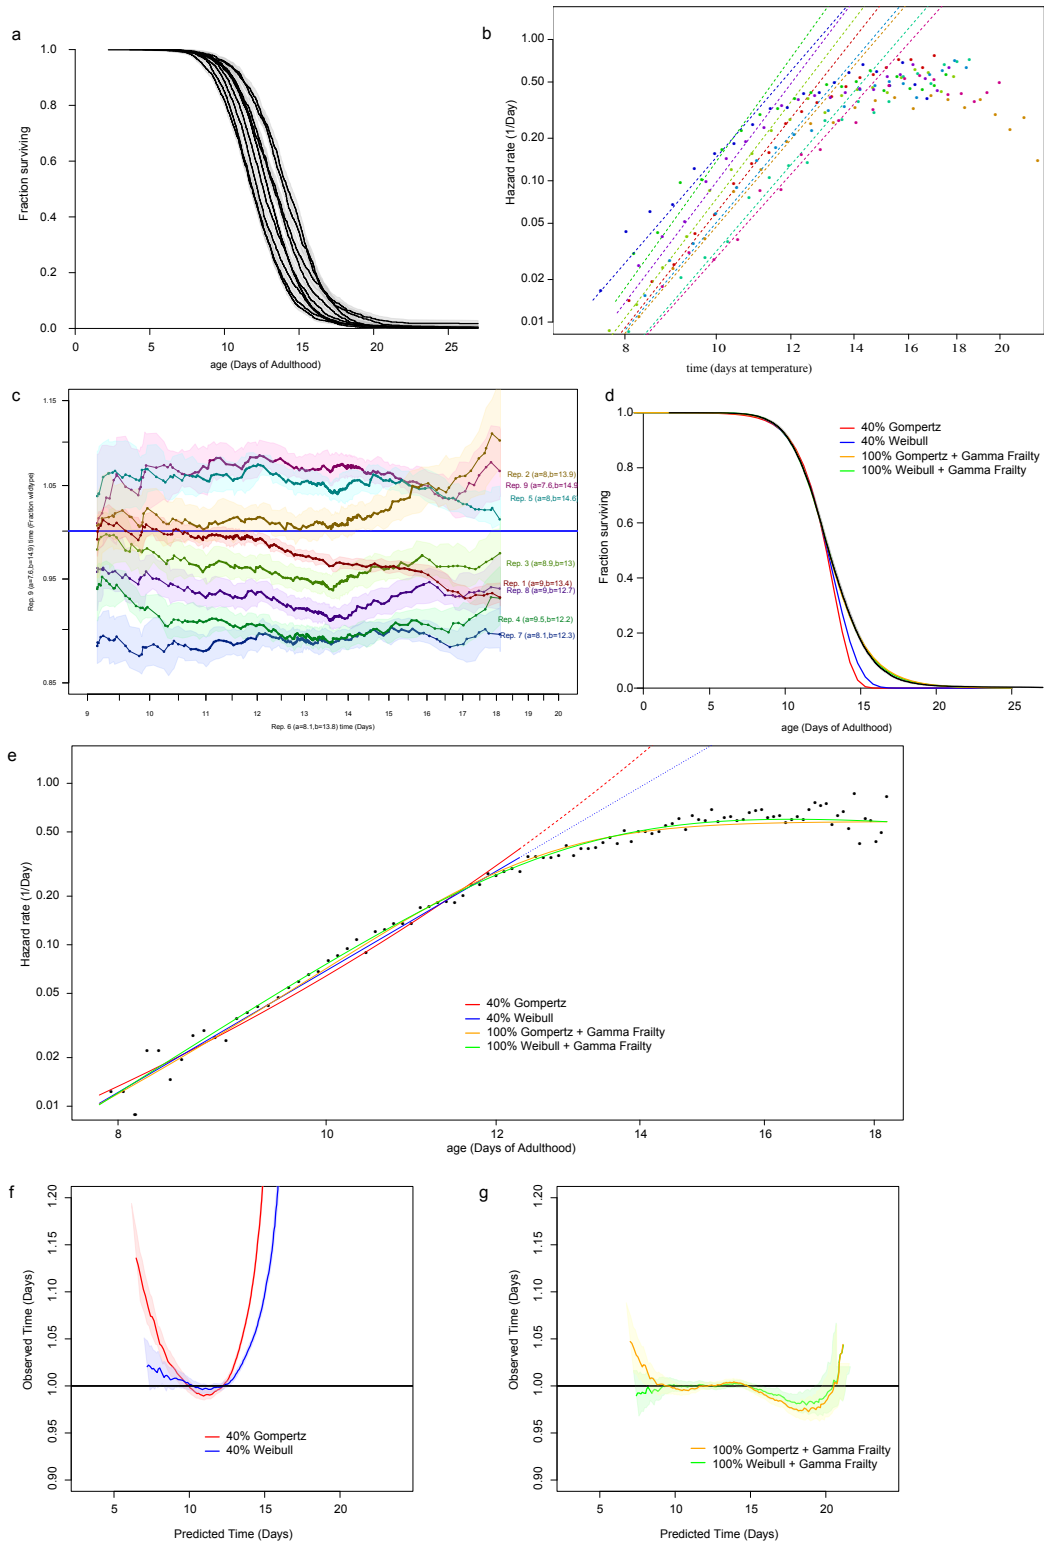 a
Fraction surviving
1.0
0.8
0.6
0.4
0.2
0.0
0 5 10 15 20 25
age (Days of Adulthood)
b
Hazard rate (1/Day)
1.00
0.50
0.20
0.10
0.05
0.02
0.01
8 10 12 14 16 18 20
time (days at temperature)
c
Rep. 9 (a=7.6,b=14.9) time (Fraction wildtype)
1.15
1.05
0.95
0.85
Rep. 2 (a=8,b=13.9)
Rep. 9 (a=7.6,b=14.9
Rep. 5 (a=8,b=14.6
Rep. 3 (a=8.9,b=13)
Rep. 1 (a=9,b=13.4)
Rep. 8 (a=9,b=12.7)
Rep. 4 (a=9.5,b=12.2)
Rep. 7 (a=8.1,b=12.3)
9 10 11 12 13 14 15 16 17 18 19 20
Rep. 6 (a=8.1,b=13.8) time (Days)
d
Fraction surviving
1.0
0.8
0.6
0.4
0.2
0.0
40% Gompertz
40% Weibull
100% Gompertz + Gamma Frailty
100% Weibull + Gamma Frailty
0 5 10 15 20 25
age (Days of Adulthood)
e
Hazard rate (1/Day)
1.00
0.50
0.20
0.10
0.05
0.02
0.01
40% Gompertz
40% Weibull
100% Gompertz + Gamma Frailty
100% Weibull + Gamma Frailty
8 10 12 14 16 18
age (Days of Adulthood)
f
Observed Time (Days)
1.20
1.15
1.10
1.05
1.00
0.95
0.90
40% Gompertz
40% Weibull
5 10 15 20
Predicted Time (Days)
g
Observed Time (Days)
1.20
1.15
1.10
1.05
1.00
0.95
0.90
100% Gompertz + Gamma Frailty
100% Weibull + Gamma Frailty
5 10 15 20
Predicted Time (Days)